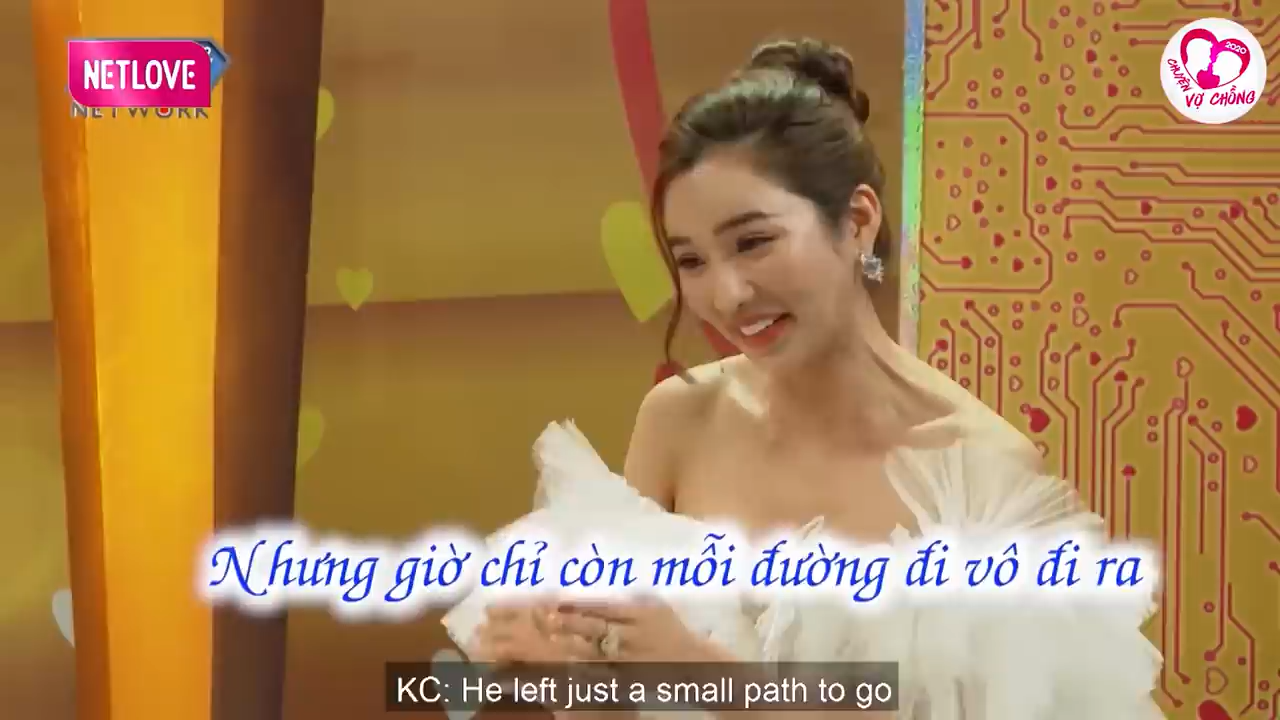 NETLOVE
NETWORK
2020
CHUYỆN
VỢ CHỒNG
Nhưng giờ chỉ còn mỗi đường đi vô đi ra
KC: He left just a small path to go